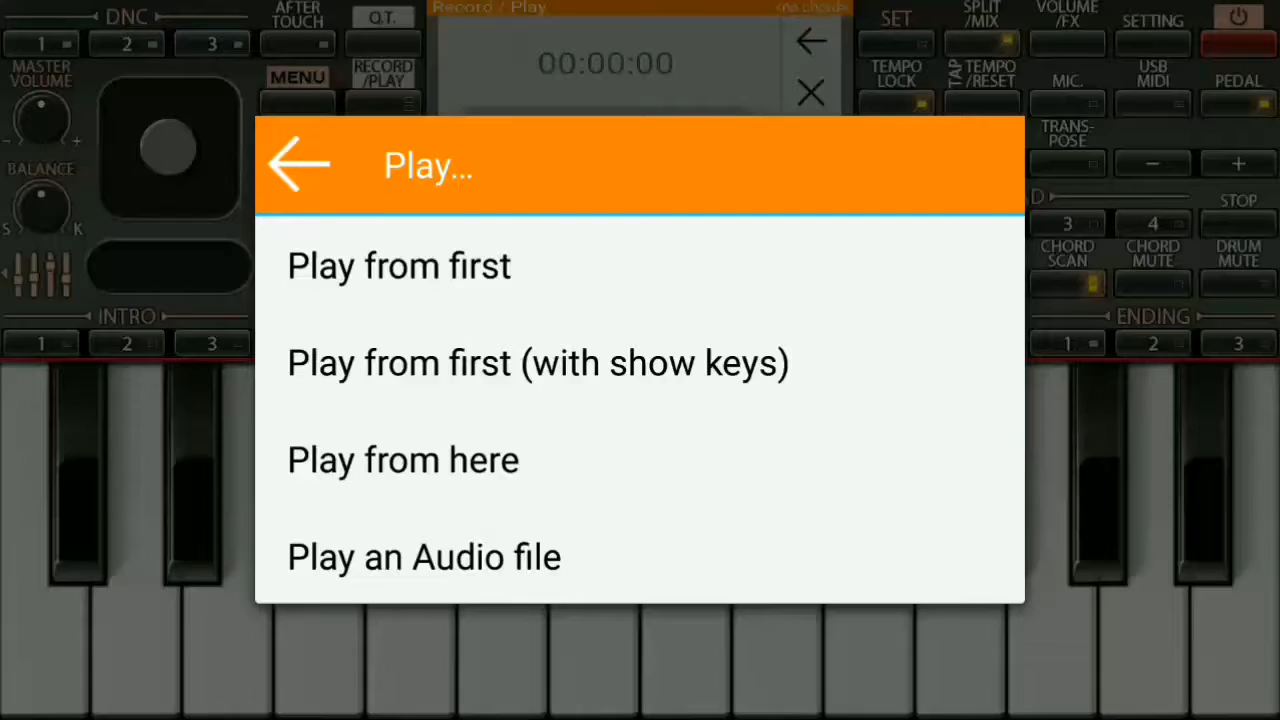 DNC
AFTER
TOUCH
O.T.
Record / Play
SET
SPLIT
/MIX
VOLUME
/FX
SETTING
1
2
3
00:00:00
MASTER
VOLUME
MENU
RECORD
/PLAY
TEMPO
LOCK
TAP
TEMPO
/RESET
MIC.
USB
MIDI
PEDAL
- +
Play...
TRANS-
POSE
− +
BALANCE
S K
Play from first
D
STOP
3
4
CHORD
SCAN
CHORD
MUTE
DRUM
MUTE
INTRO
ENDING
1
2
3
1
2
3
Play from first (with show keys)
Play from here
Play an Audio file